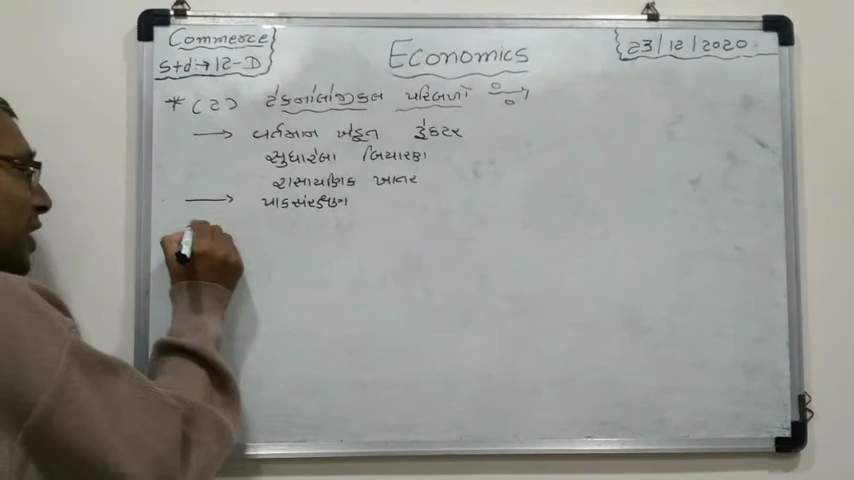 Commerce
Std → 12-D
Economics
23/12/2020
* (2) ટેકનોલોજીકલ પરિબળો :→
→ વર્તમાન ખેડૂત ટ્રેક્ટર
સુધારેલા બિયારણ
રાસાયણિક ખાતર
→ પાક સંરક્ષણ